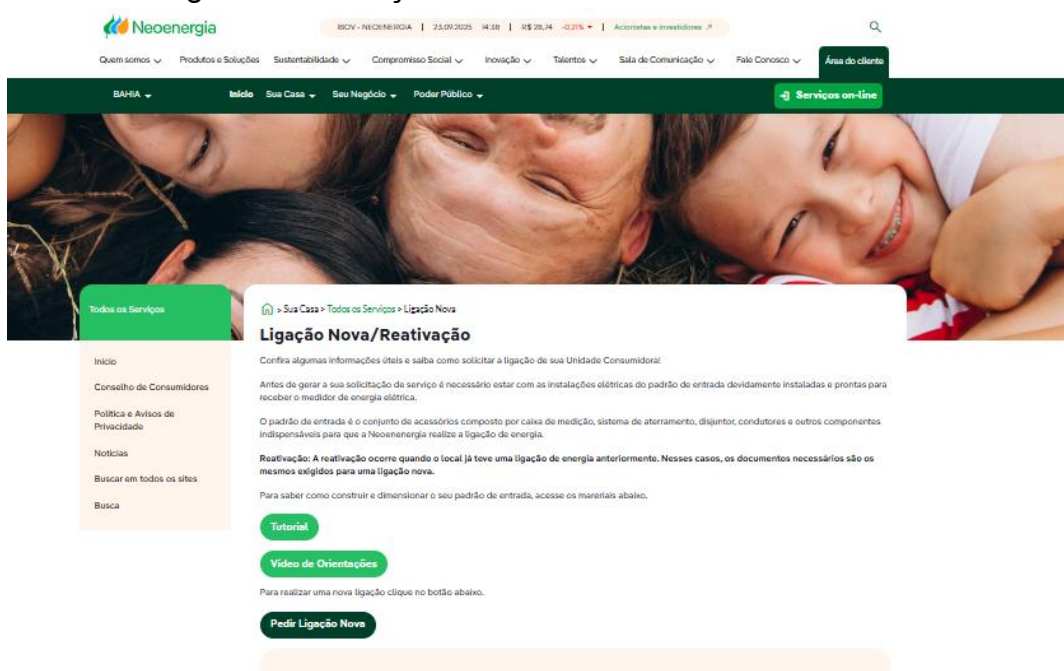 Neoenergia
IBOV - NEOENERGIA | 23.09.2025 14:38 | R$ 28,74 -0,21% | Acionistas e investidores
Quem somos Produtos e Soluções Sustentabilidade Compromisso Social Inovação Talentos Sala de Comunicação Fale Conosco Área do cliente
BAHIA Início Sua Casa Seu Negócio Poder Público Serviços on-line
Todos os Serviços
Início
Conselho de Consumidores
Política e Avisos de
Privacidade
Notícias
Buscar em todos os sites
Busca
> Sua Casa > Todos os Serviços > Ligação Nova
Ligação Nova/Reativação
Confira algumas informações úteis e saiba como solicitar a ligação de sua Unidade Consumidora!
Antes de gerar a sua solicitação de serviço é necessário estar com as instalações elétricas do padrão de entrada devidamente instaladas e prontas para
receber o medidor de energia elétrica.
O padrão de entrada é o conjunto de acessórios composto por caixa de medição, sistema de aterramento, disjuntor, condutores e outros componentes
indispensáveis para que a Neoenenergia realize a ligação de energia.
Reativação: A reativação ocorre quando o local já teve uma ligação de energia anteriormente. Nesses casos, os documentos necessários são os
mesmos exigidos para uma ligação nova.
Para saber como construir e dimensionar o seu padrão de entrada, acesse os mareriais abaixo.
Tutorial
Vídeo de Orientações
Para realizar uma nova ligação clique no botão abaixo.
Pedir Ligação Nova